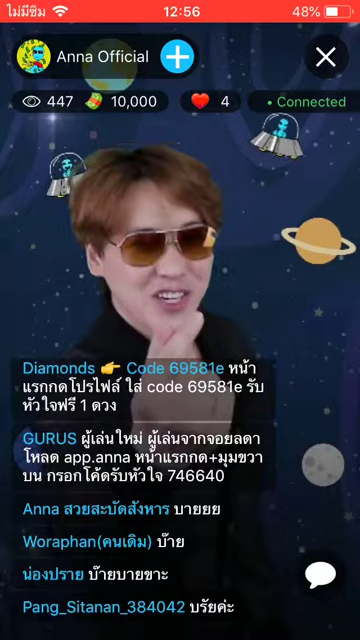 ไม่มีซิม 12:56 48%
Anna Official
447 10,000 4 • Connected
Diamonds 👉 Code 69581e หน้า
แรกกดโปรไฟล์ ใส่ code 69581e รับ
หัวใจฟรี 1 ดวง
GURUS ผู้เล่นใหม่ ผู้เล่นจากจอยลดา
โหลด app.anna หน้าแรกกด+มุมขวา
บน กรอกโค้ดรับหัวใจ 746640
Anna สวยสะบัดสังหาร บายยย
Woraphan(คนเดิม) บ๊าย
น่องปราย บ๊ายบายขาะ
Pang_Sitanan_384042 บรัยค่ะ